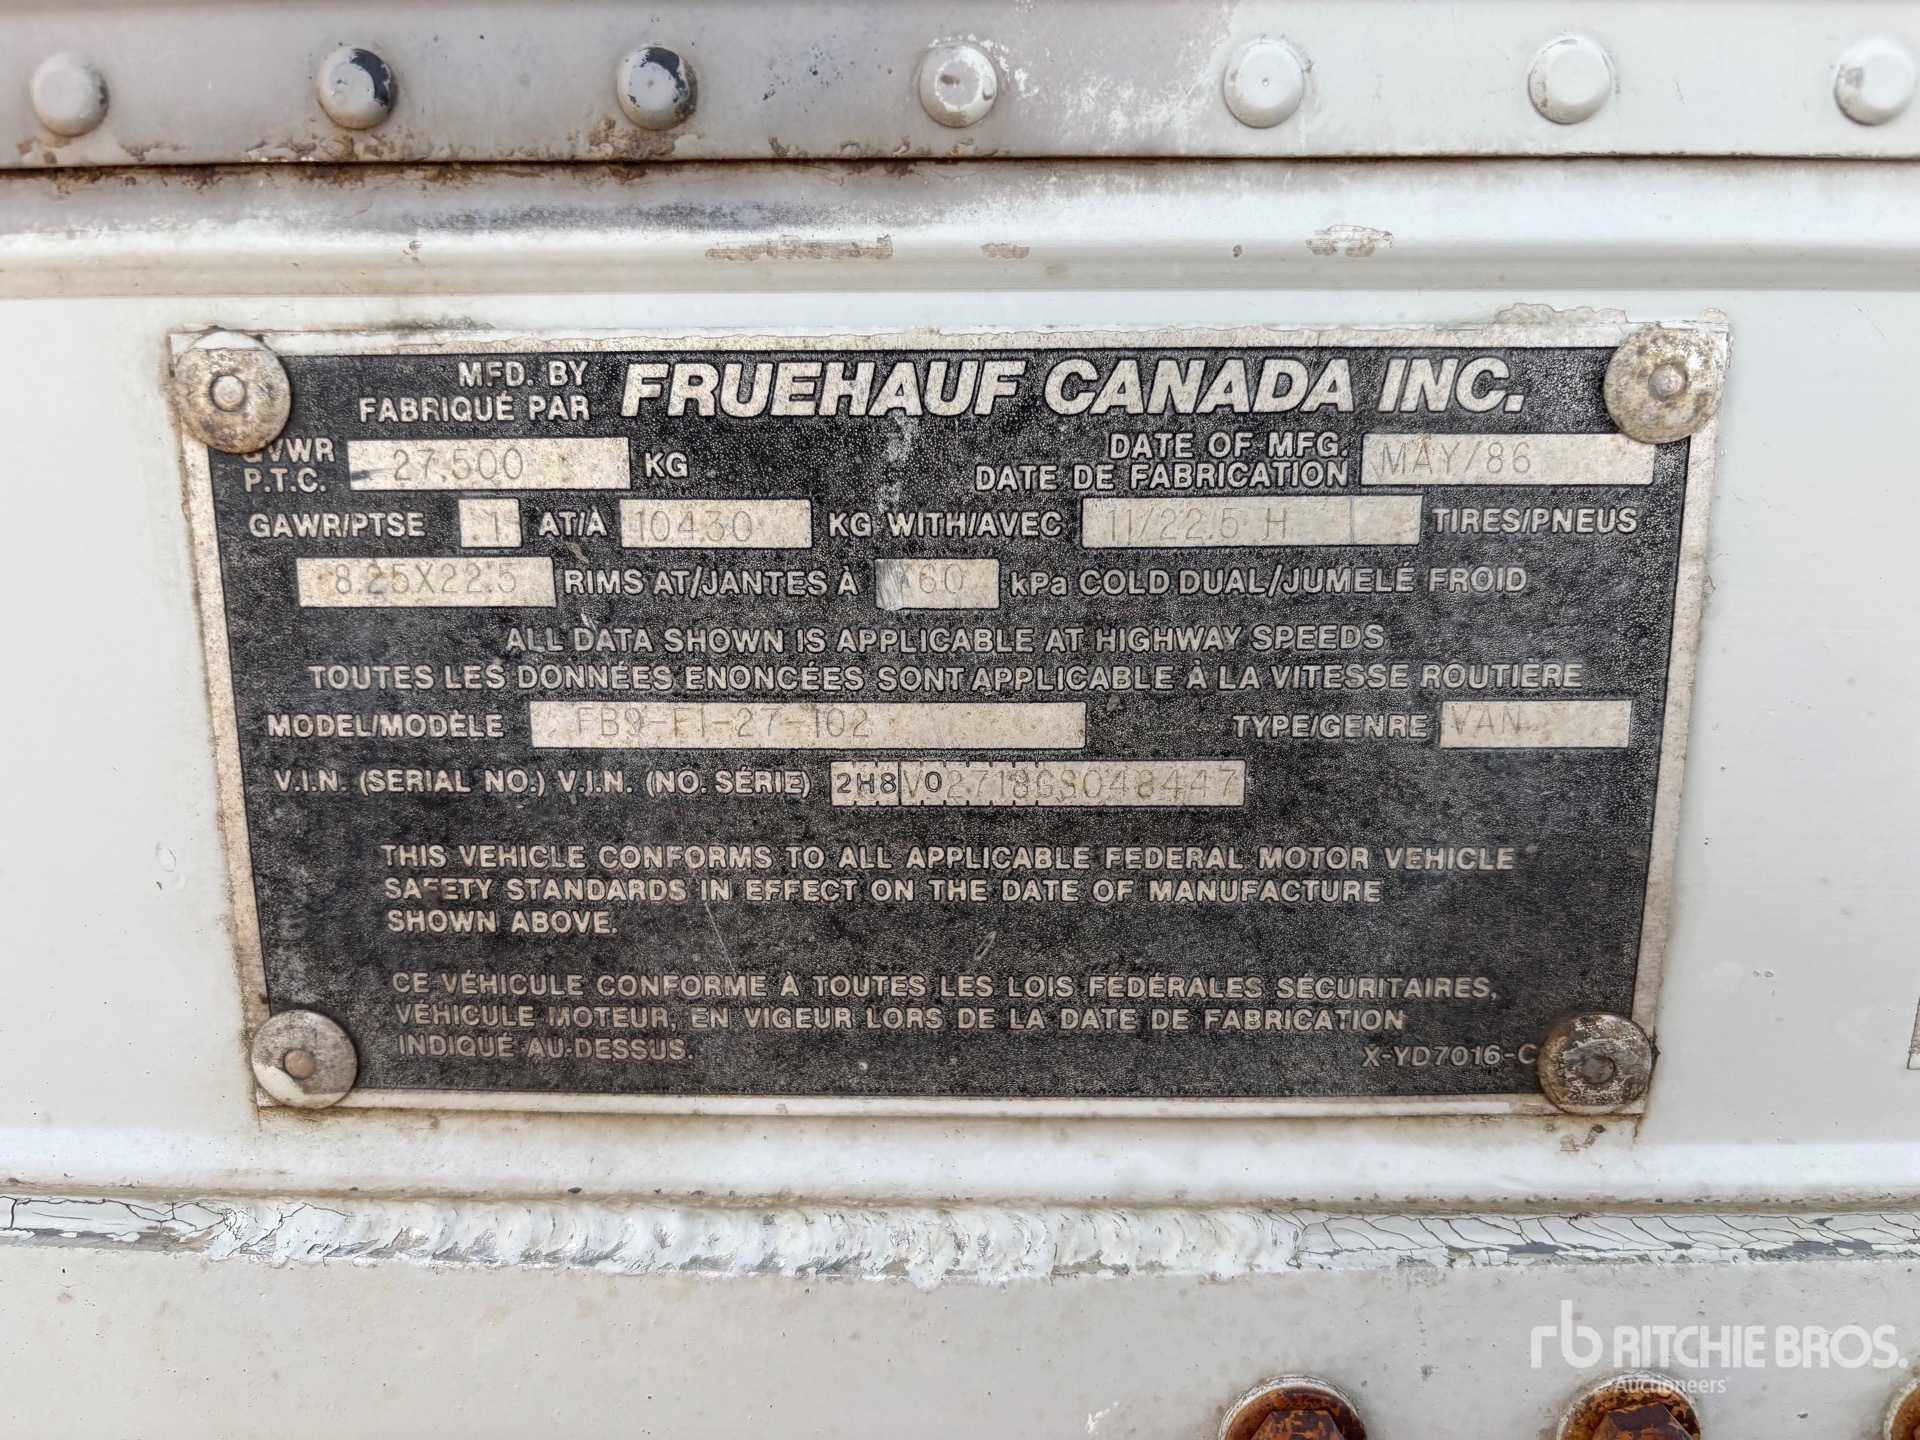 MFD. BY
FABRIQUÉ PAR FRUEHAUF CANADA INC.
GVWR
P.T.C. 27,500 KG DATE OF MFG.
DATE DE FABRICATION MAY/86
GAWR/PTSE 1 AT/À 10430 KG WITH/AVEC 11/22.5 H TIRES/PNEUS
8.25X22.5 RIMS AT/JANTES À kPa COLD DUAL/JUMELÉ FROID
ALL DATA SHOWN IS APPLICABLE AT HIGHWAY SPEEDS
TOUTES LES DONNÉES ENONCÉES SONT APPLICABLE À LA VITESSE ROUTIERE
MODEL/MODÈLE FB9-F1-27-102 TYPE/GENRE VAN
V.I.N. (SERIAL NO.) V.I.N. (NO. SÉRIE) 2H8V02718GS048447
THIS VEHICLE CONFORMS TO ALL APPLICABLE FEDERAL MOTOR VEHICLE
SAFETY STANDARDS IN EFFECT ON THE DATE OF MANUFACTURE
SHOWN ABOVE.
CE VÉHICULE CONFORME À TOUTES LES LOIS FÉDÉRALES SÉCURITAIRES,
VÉHICULE MOTEUR, EN VIGEUR LORS DE LA DATE DE FABRICATION
INDIQUÉ AU-DESSUS.
X-YD7016-C
rb RITCHIE BROS.
Auctioneers